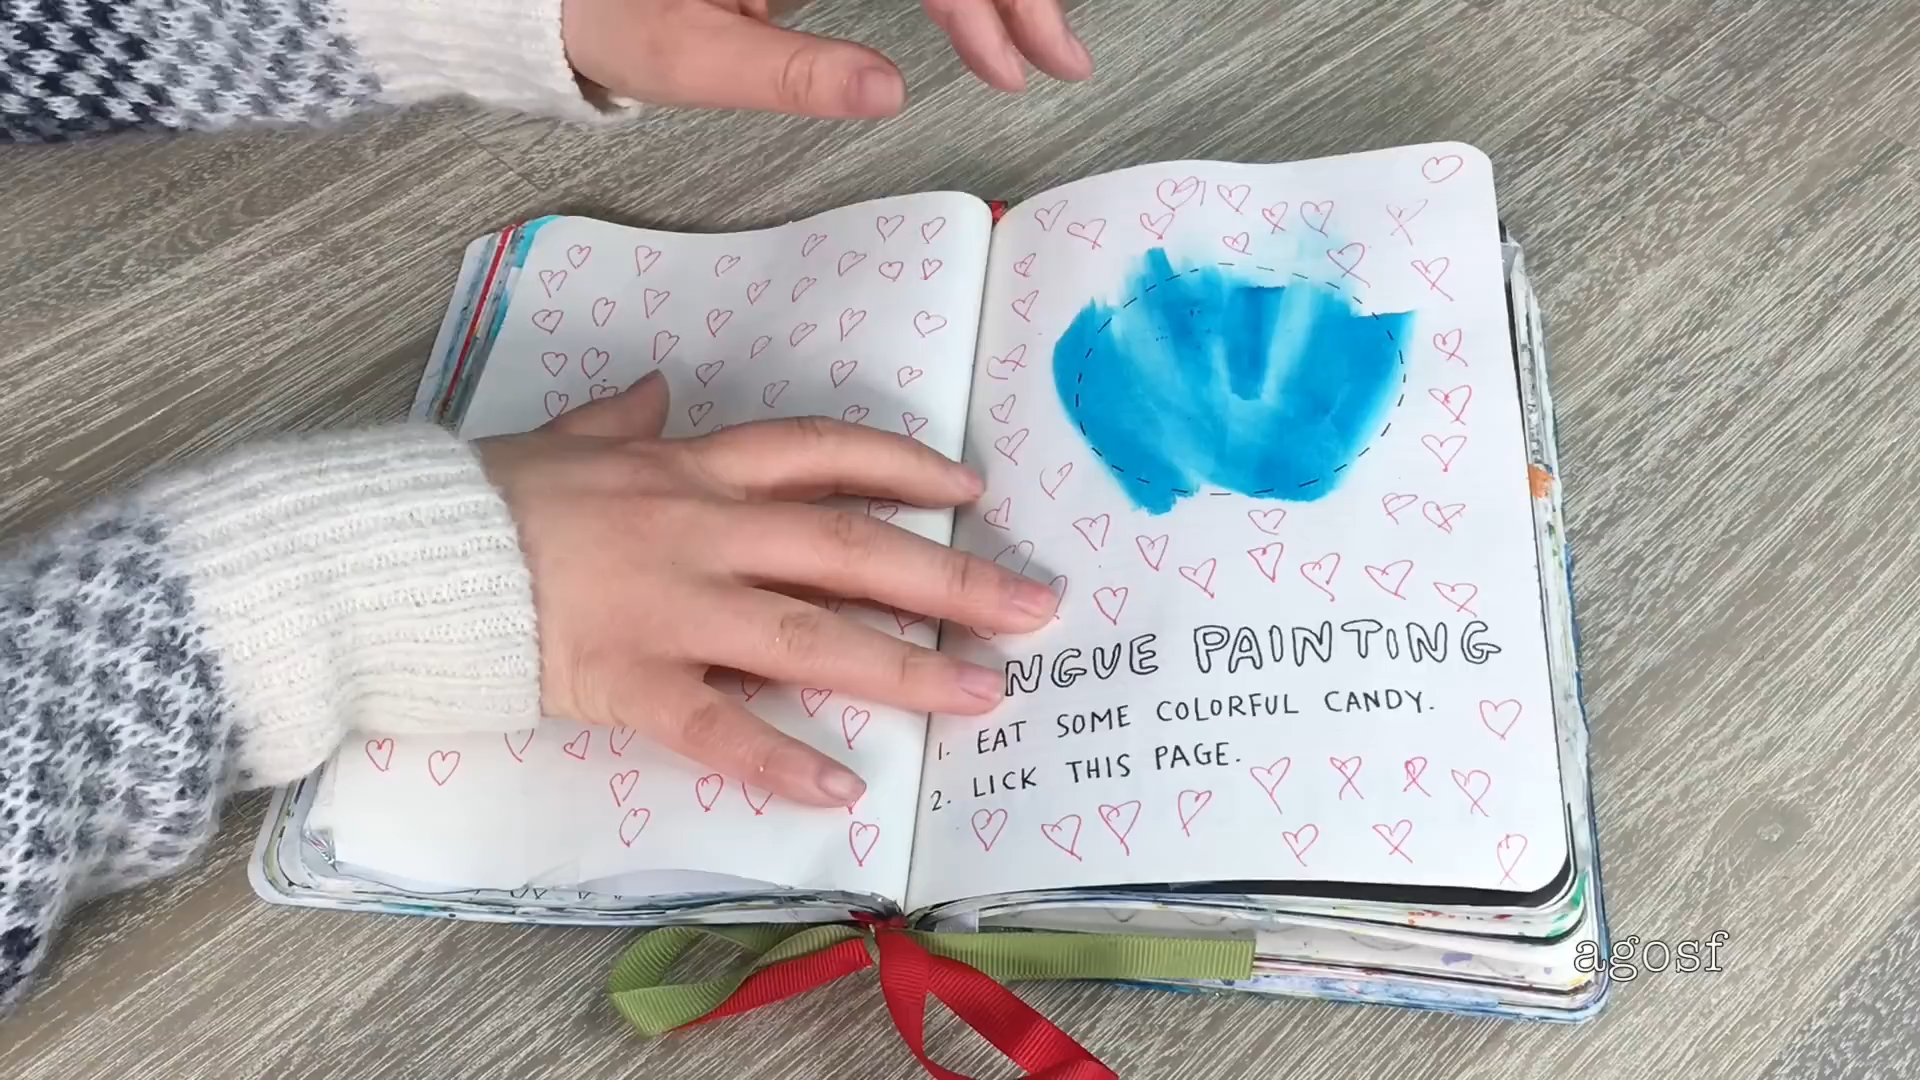 NGUE PAINTING
1. EAT SOME COLORFUL CANDY.
2. LICK THIS PAGE.
agosf